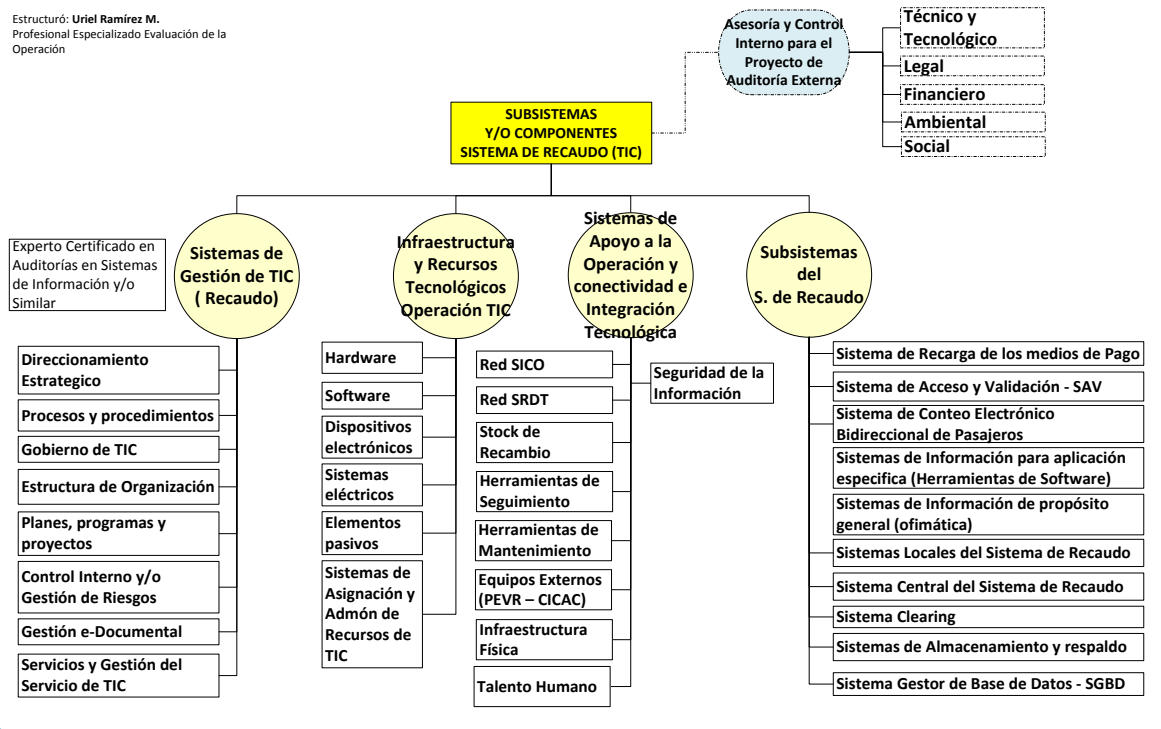 Estructuró: Uriel Ramírez M.
Profesional Especializado Evaluación de la
Operación
Asesoría y Control
Interno para el
Proyecto de
Auditoría Externa
Técnico y
Tecnológico
Legal
Financiero
Ambiental
Social
SUBSISTEMAS
Y/O COMPONENTES
SISTEMA DE RECAUDO (TIC)
Experto Certificado en
Auditorías en Sistemas
de Información y/o
Similar
Sistemas de
Gestión de TIC
( Recaudo)
Direccionamiento
Estrategico
Procesos y procedimientos
Gobierno de TIC
Estructura de Organización
Planes, programas y
proyectos
Control Interno y/o
Gestión de Riesgos
Gestión e-Documental
Servicios y Gestión del
Servicio de TIC
Infraestructura
y Recursos
Tecnológicos
Operación TIC
Hardware
Software
Dispositivos
electrónicos
Sistemas
eléctricos
Elementos
pasivos
Sistemas de
Asignación y
Admón de
Recursos de
TIC
Sistemas de
Apoyo a la
Operación y
conectividad e
Integración
Tecnológica
Red SICO
Red SRDT
Stock de
Recambio
Herramientas de
Seguimiento
Herramientas de
Mantenimiento
Equipos Externos
(PEVR – CICAC)
Infraestructura
Física
Talento Humano
Seguridad de la
Información
Subsistemas
del
S. de Recaudo
Sistema de Recarga de los medios de Pago
Sistema de Acceso y Validación - SAV
Sistema de Conteo Electrónico
Bidireccional de Pasajeros
Sistemas de Información para aplicación
especifica (Herramientas de Software)
Sistemas de Información de propósito
general (ofimática)
Sistemas Locales del Sistema de Recaudo
Sistema Central del Sistema de Recaudo
Sistema Clearing
Sistemas de Almacenamiento y respaldo
Sistema Gestor de Base de Datos - SGBD